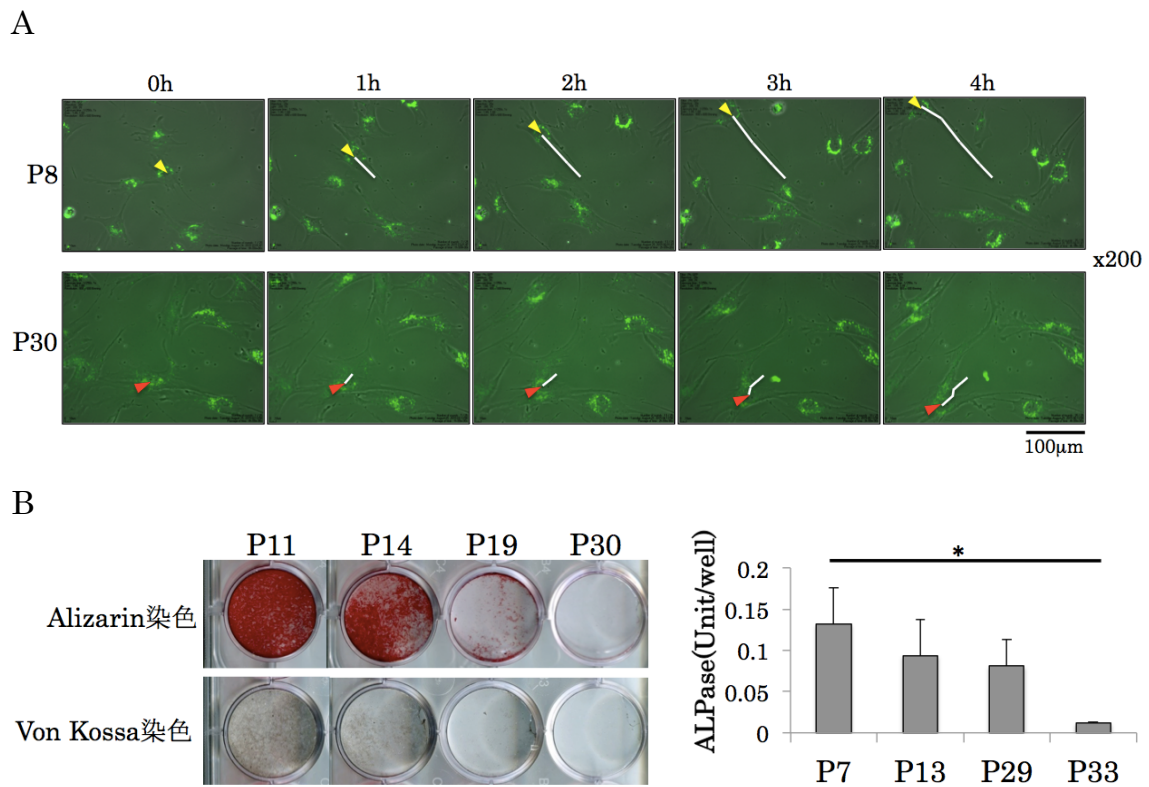 A
0h 1h 2h 3h 4h
P8
x200
P30
100μm
B
P11 P14 P19 P30
Alizarin染色
Von Kossa染色
ALPase(Unit/well)
*
0.2
0.15
0.1
0.05
0
P7 P13 P29 P33